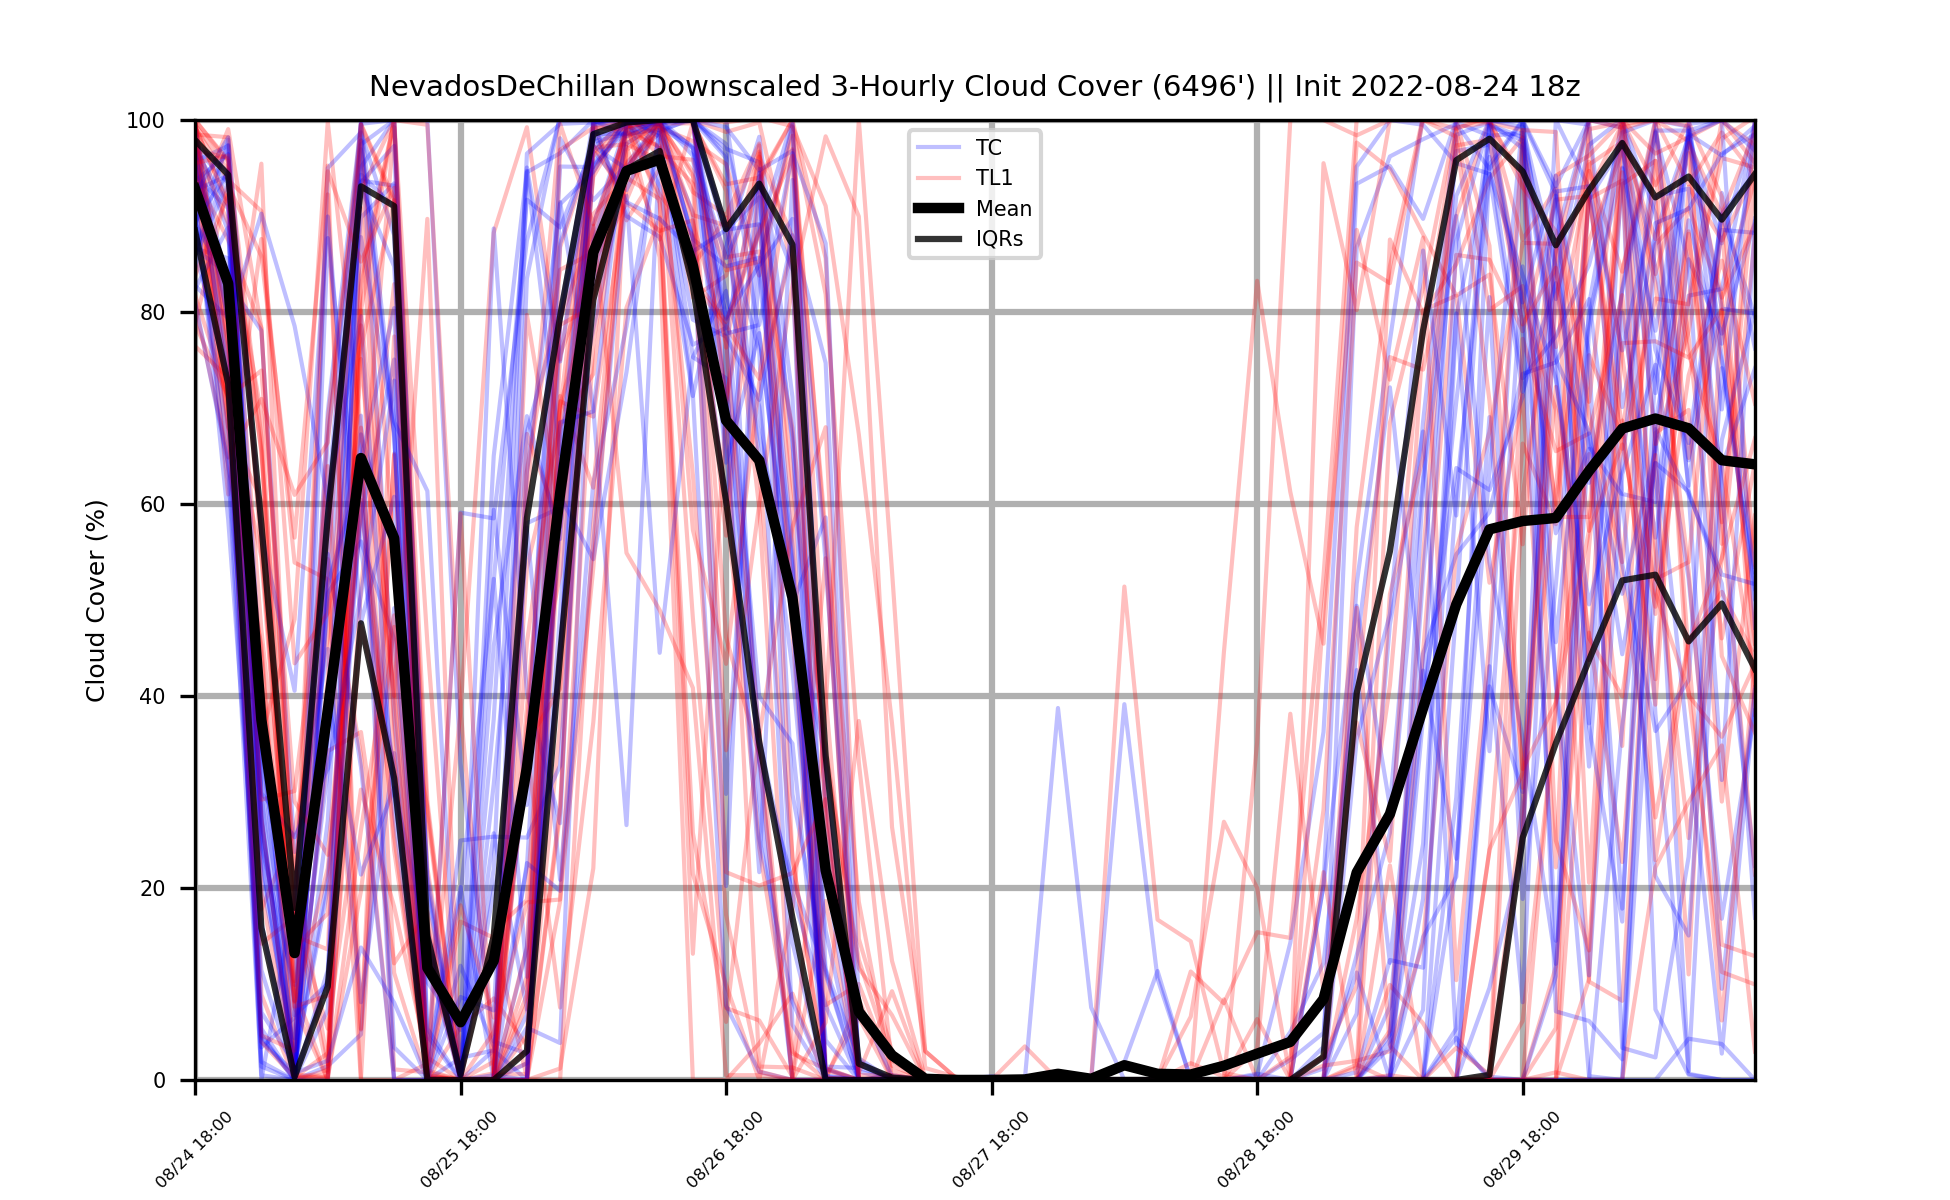 NevadosDeChillan Downscaled 3-Hourly Cloud Cover (6496') || Init 2022-08-24 18z
TC
TL1
Mean
IQRs
Cloud Cover (%)
100
80
60
40
20
0
08/24 18:00
08/25 18:00
08/26 18:00
08/27 18:00
08/28 18:00
08/29 18:00